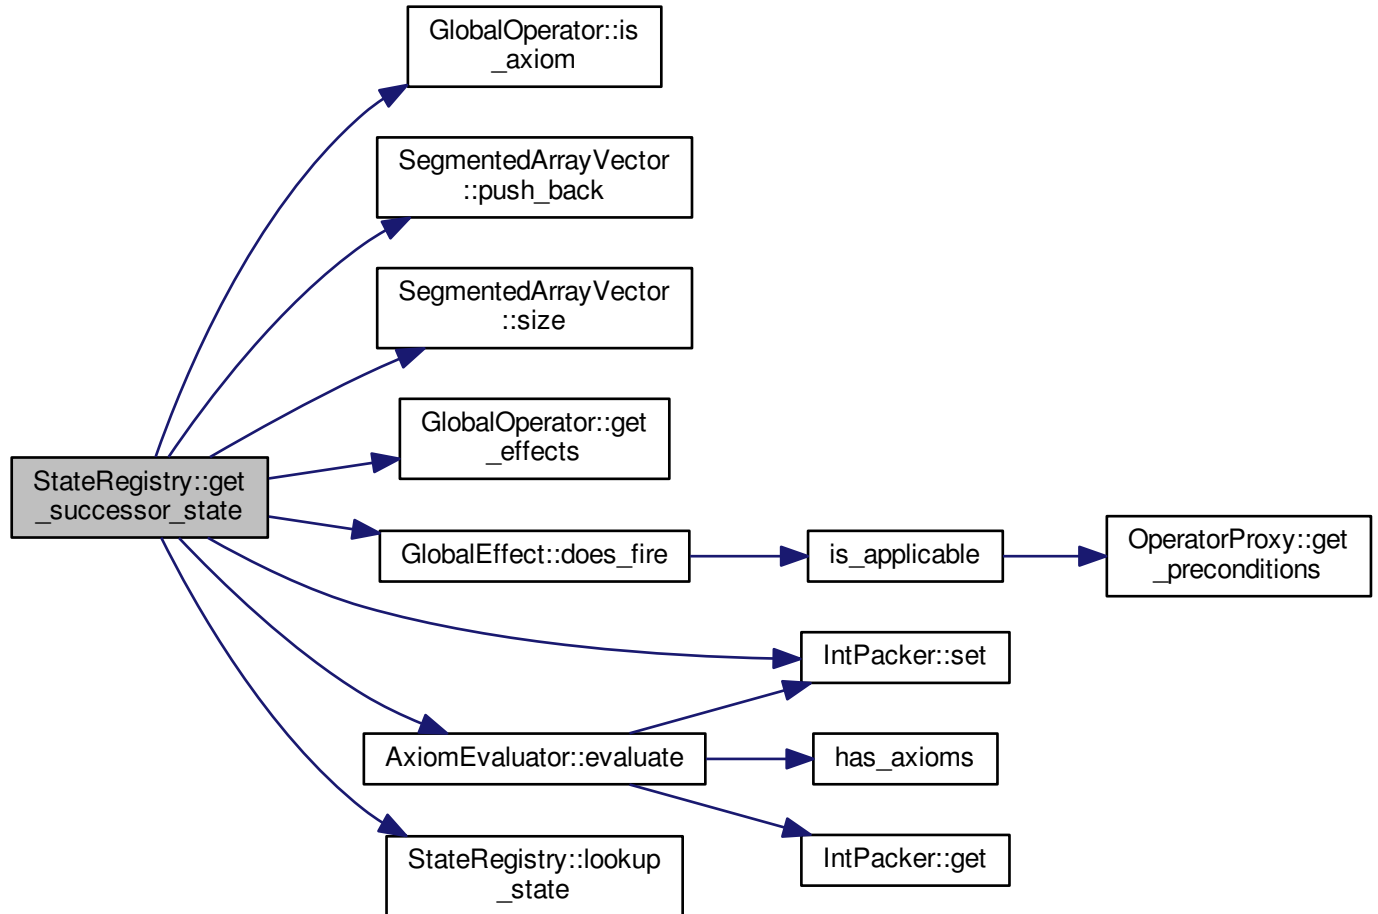 GlobalOperator::is
_axiom
SegmentedArrayVector
::push_back
SegmentedArrayVector
::size
GlobalOperator::get
_effects
StateRegistry::get
_successor_state
GlobalEffect::does_fire
is_applicable
OperatorProxy::get
_preconditions
IntPacker::set
AxiomEvaluator::evaluate
has_axioms
IntPacker::get
StateRegistry::lookup
_state